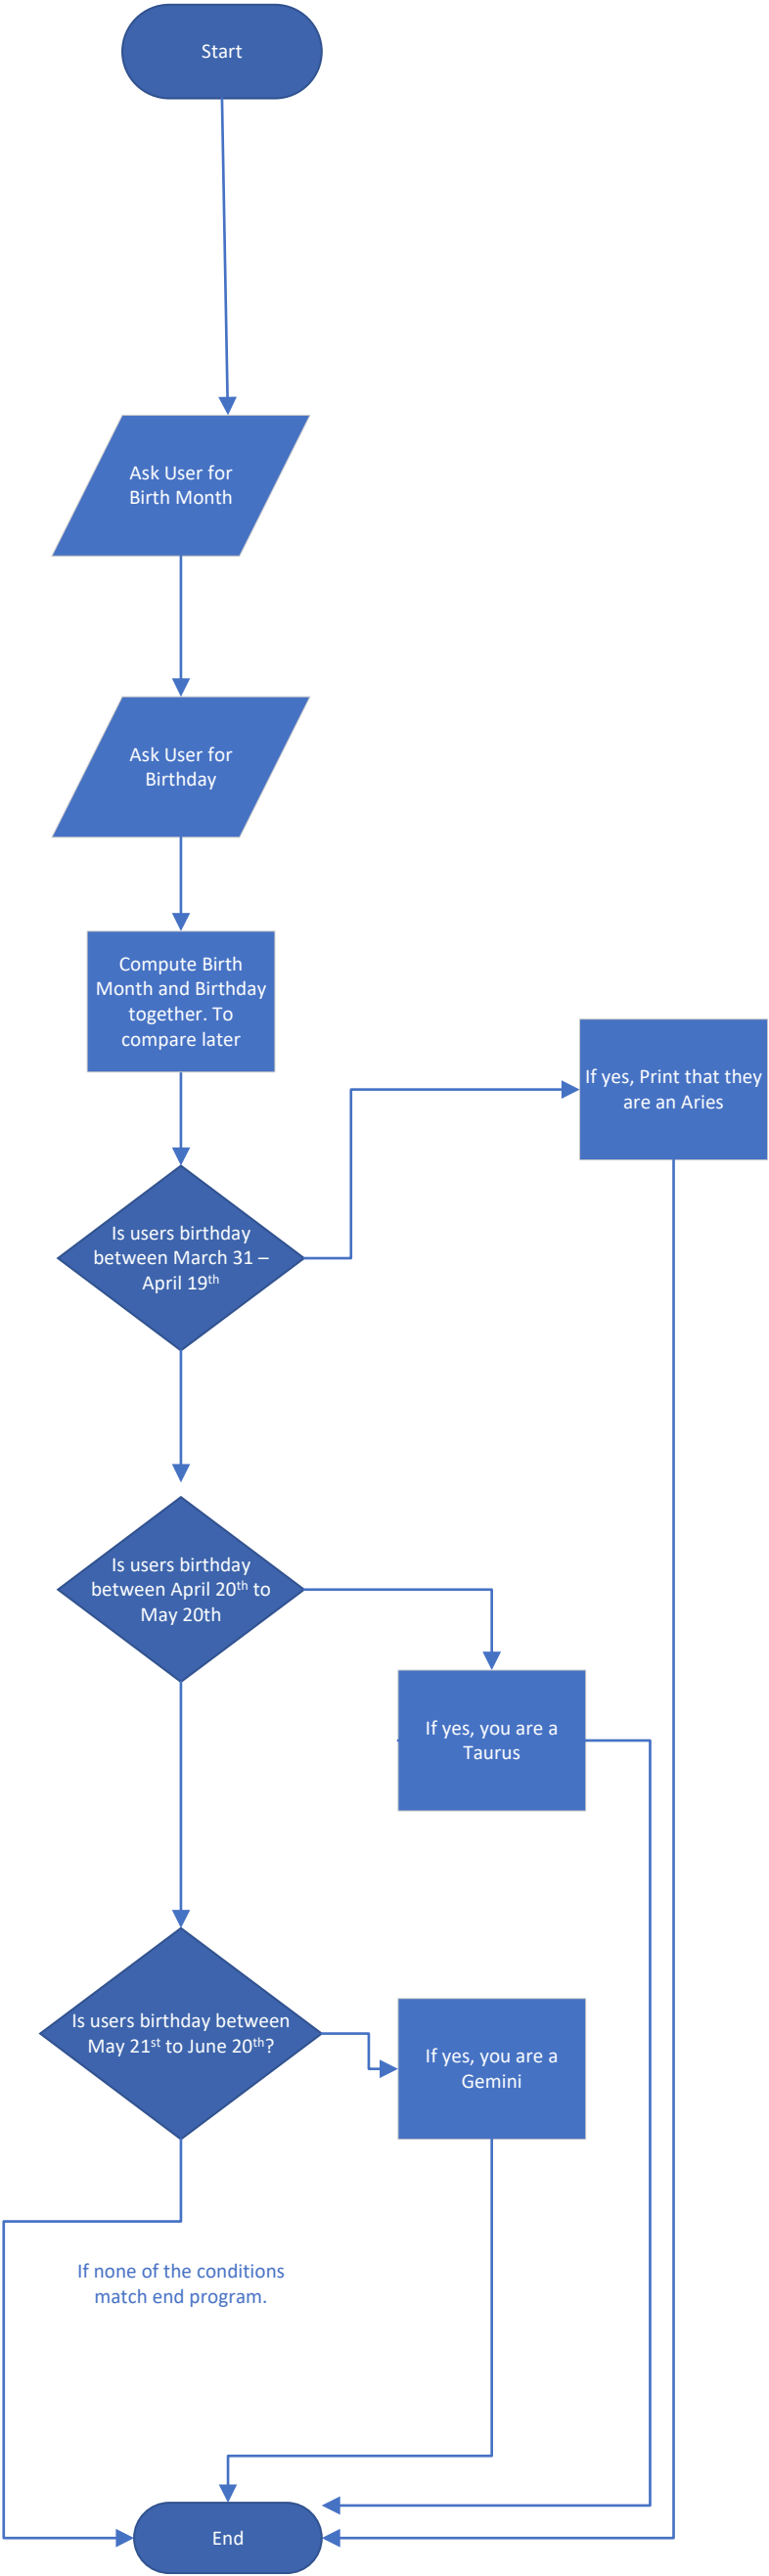 Start
Ask User for
Birth Month
Ask User for
Birthday
Compute Birth
Month and Birthday
together. To
compare later
If yes, Print that they
are an Aries
Is users birthday
between March 31 –
April 19th
Is users birthday
between April 20th to
May 20th
If yes, you are a
Taurus
Is users birthday between
May 21st to June 20th?
If yes, you are a
Gemini
If none of the conditions
match end program.
End